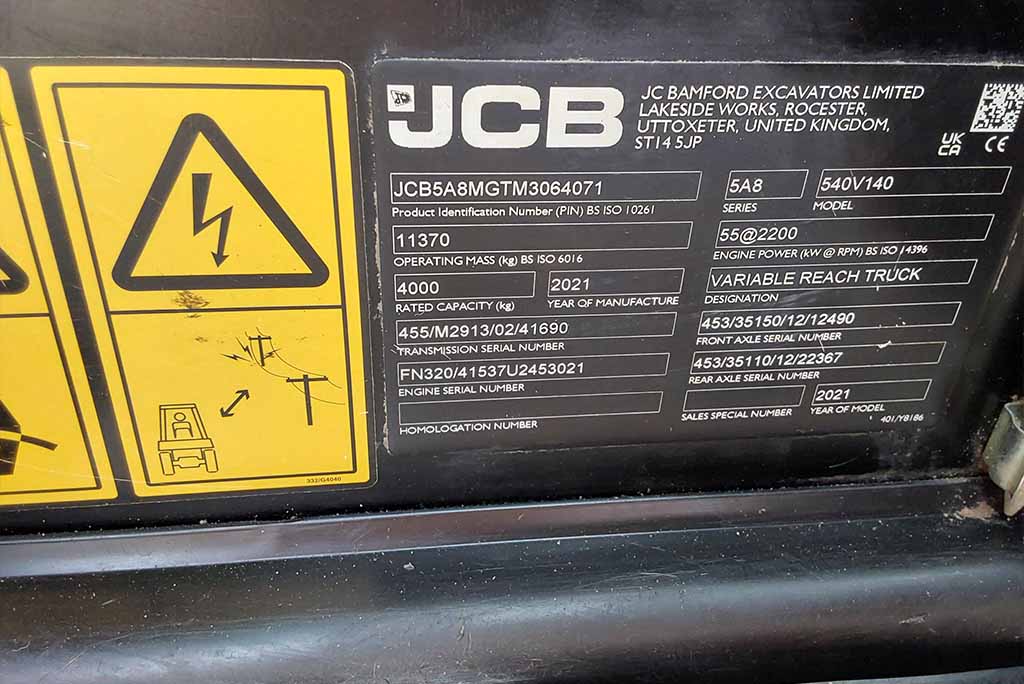 JCB
JC BAMFORD EXCAVATORS LIMITED
LAKESIDE WORKS, ROCESTER,
UTTOXETER, UNITED KINGDOM,
ST14 5JP
UK
CA
CE
JCB5A8MGTM3064071
Product Identification Number (PIN) BS ISO 10261
5A8
SERIES
540V140
MODEL
11370
OPERATING MASS (kg) BS ISO 6016
55@2200
ENGINE POWER (kW @ RPM) BS ISO 14396
4000
RATED CAPACITY (kg)
2021
YEAR OF MANUFACTURE
VARIABLE REACH TRUCK
DESIGNATION
455/M2913/02/41690
TRANSMISSION SERIAL NUMBER
453/35150/12/12490
FRONT AXLE SERIAL NUMBER
FN320/41537U2453021
ENGINE SERIAL NUMBER
453/35110/12/22367
REAR AXLE SERIAL NUMBER
HOMOLOGATION NUMBER
SALES SPECIAL NUMBER
2021
YEAR OF MODEL
401/Y8186
332/G4040